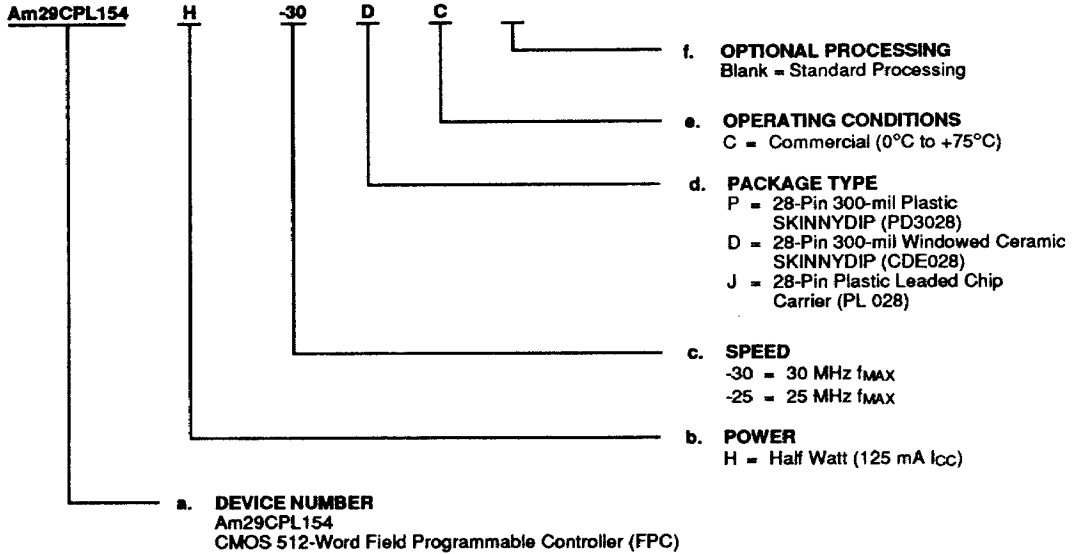 Am29CPL154 H -30 D C
f. OPTIONAL PROCESSING
Blank = Standard Processing
e. OPERATING CONDITIONS
C = Commercial (0°C to +75°C)
d. PACKAGE TYPE
P = 28-Pin 300-mil Plastic
SKINNYDIP (PD3028)
D = 28-Pin 300-mil Windowed Ceramic
SKINNYDIP (CDE028)
J = 28-Pin Plastic Leaded Chip
Carrier (PL 028)
c. SPEED
-30 = 30 MHz fMAX
-25 = 25 MHz fMAX
b. POWER
H = Half Watt (125 mA ICC)
a. DEVICE NUMBER
Am29CPL154
CMOS 512-Word Field Programmable Controller (FPC)